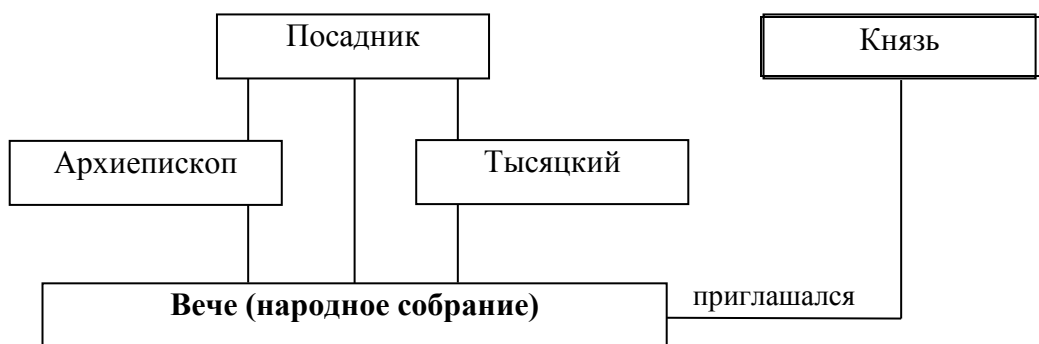 Посадник
Князь
Архиепископ
Тысяцкий
Вече (народное собрание)
приглашался